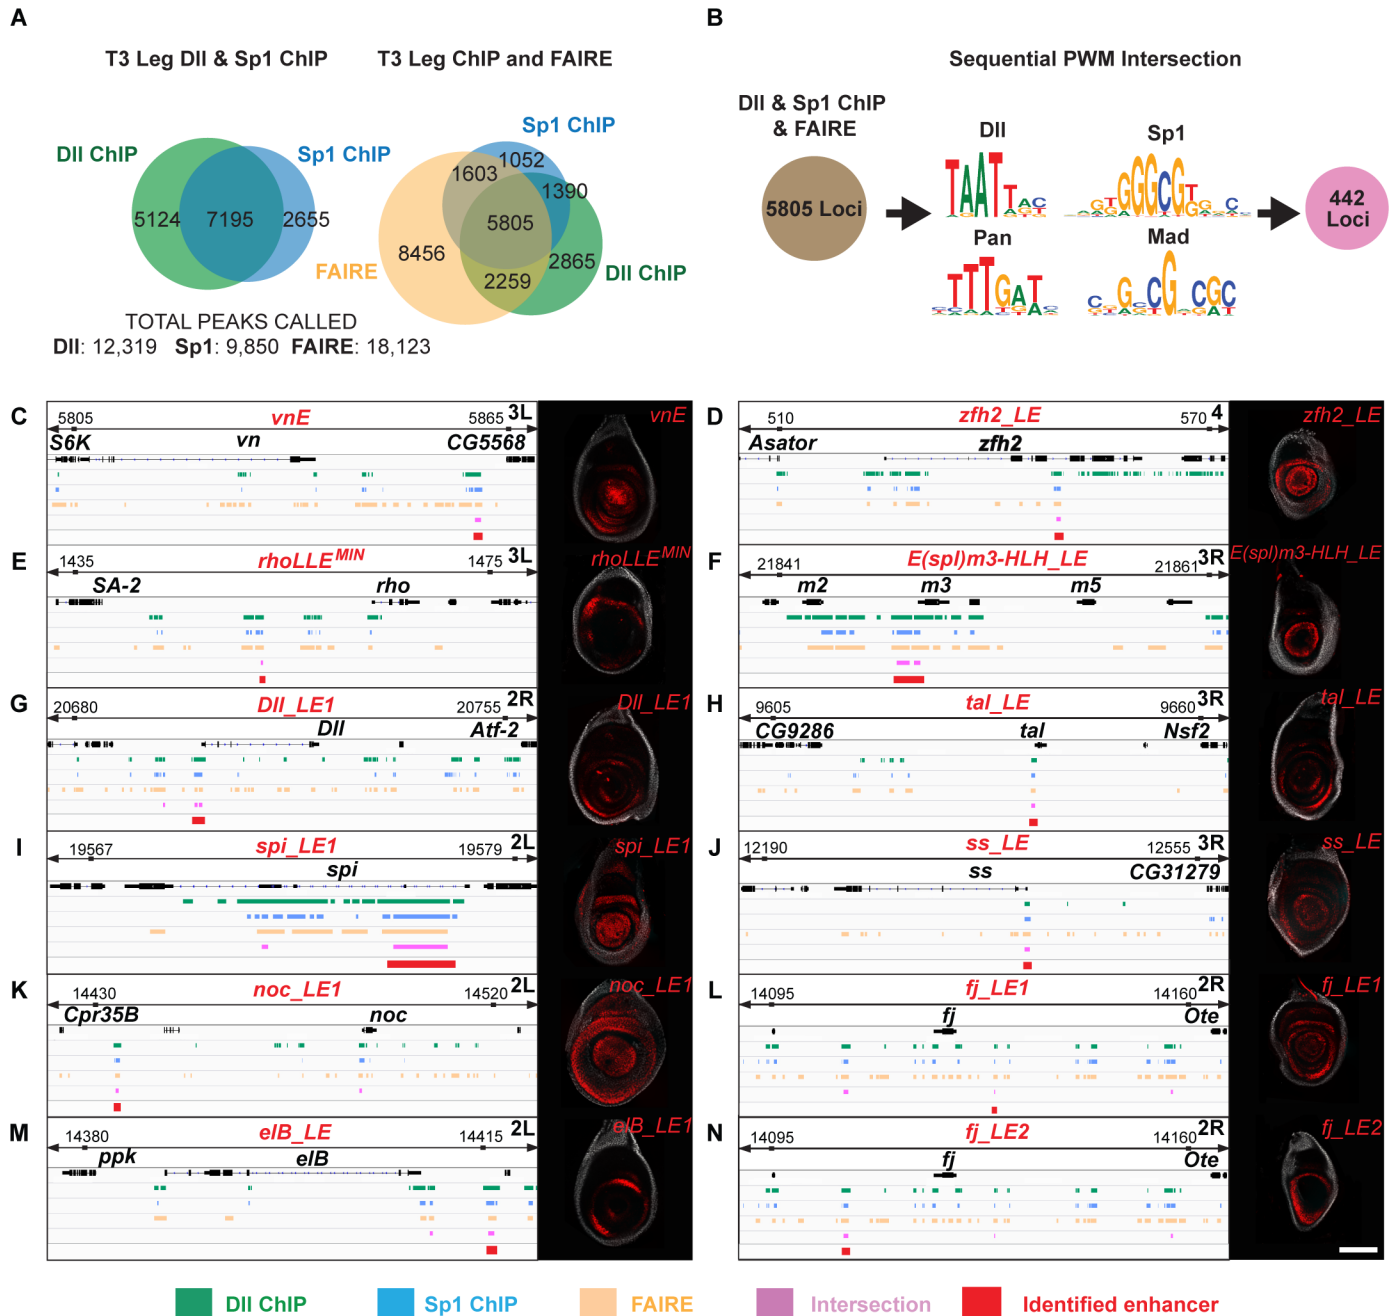 A
B
T3 Leg Dll & Sp1 ChIP
T3 Leg ChIP and FAIRE
Sequential PWM Intersection
Dll ChIP
Sp1 ChIP
5124
7195
2655
Sp1 ChIP
1052
1603
1390
5805
8456
FAIRE
2865
2259
Dll ChIP
TOTAL PEAKS CALLED
Dll: 12,319 Sp1: 9,850 FAIRE: 18,123
Dll & Sp1 ChIP
& FAIRE
5805 Loci
Dll
Sp1
Pan
Mad
442
Loci
C
5805
vnE
5865
3L
S6K
vn
CG5568
vnE
D
510
zfh2_LE
570
4
Asator
zfh2
zfh2_LE
E
1435
rhoLLE^MIN
1475
3L
SA-2
rho
rhoLLE^MIN
F
21841
E(spl)m3-HLH_LE
21861
3R
m2
m3
m5
E(spl)m3-HLH_LE
G
20680
Dll_LE1
20755
2R
Dll
Atf-2
Dll_LE1
H
9605
tal_LE
9660
3R
CG9286
tal
Nsf2
tal_LE
I
19567
spi_LE1
19579
2L
spi
spi_LE1
J
12190
ss_LE
12555
3R
ss
CG31279
ss_LE
K
14430
noc_LE1
14520
2L
Cpr35B
noc
noc_LE1
L
14095
fj_LE1
14160
2R
fj
Ote
fj_LE1
M
14380
elB_LE
14415
2L
ppk
elB
elB_LE1
N
14095
fj_LE2
14160
2R
fj
Ote
fj_LE2
Dll ChIP
Sp1 ChIP
FAIRE
Intersection
Identified enhancer